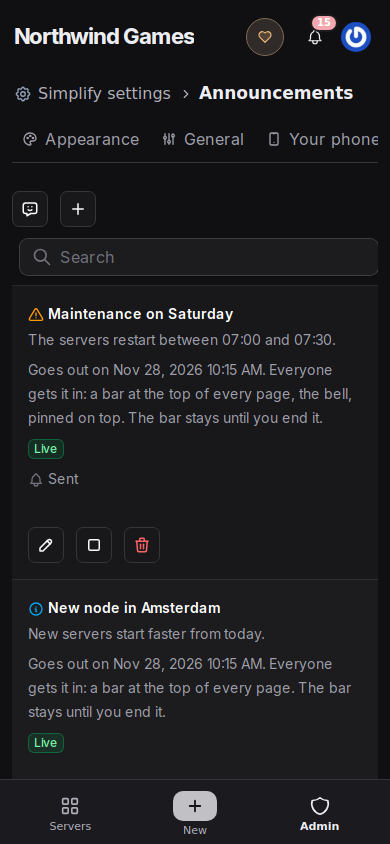 Northwind Games
15
Simplify settings > Announcements
Appearance
General
Your phone
Search
Maintenance on Saturday
The servers restart between 07:00 and 07:30.
Goes out on Nov 28, 2026 10:15 AM. Everyone
gets it in: a bar at the top of every page, the bell,
pinned on top. The bar stays until you end it.
Live
Sent
New node in Amsterdam
New servers start faster from today.
Goes out on Nov 28, 2026 10:15 AM. Everyone
gets it in: a bar at the top of every page. The bar
stays until you end it.
Live
Servers
New
Admin